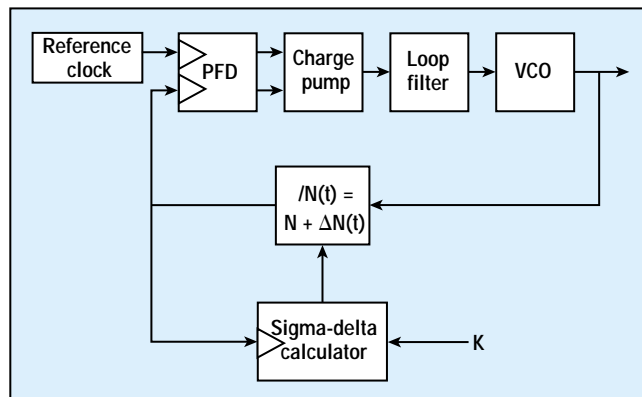 Reference
clock
PFD
Charge
pump
Loop
filter
VCO
/N(t) =
N + ΔN(t)
Sigma-delta
calculator
K